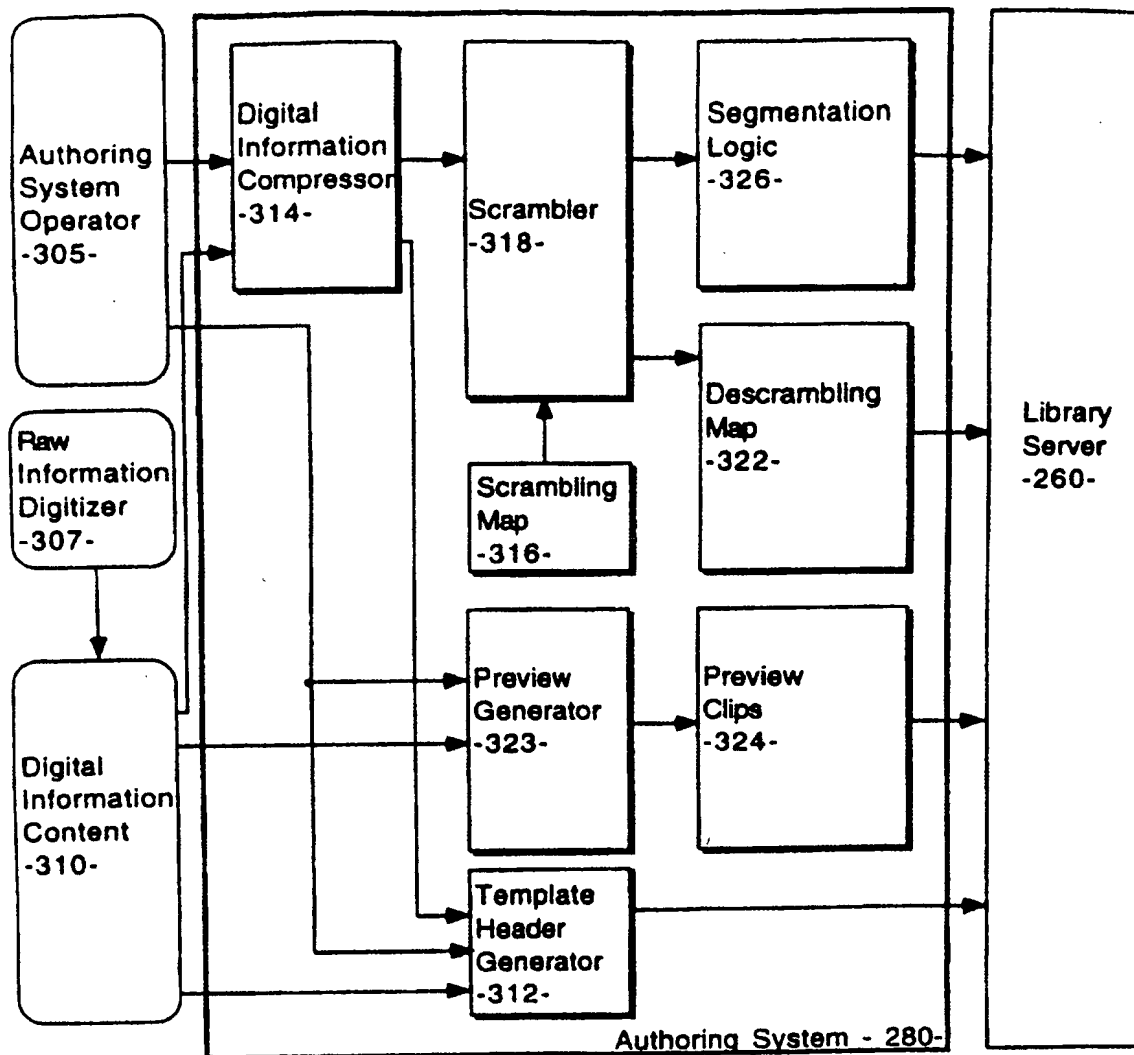 Authoring
System
Operator
-305-
Raw
Information
Digitizer
-307-
Digital
Information
Content
-310-
Digital
Information
Compressor
-314-
Scrambler
-318-
Scrambling
Map
-316-
Segmentation
Logic
-326-
Descrambling
Map
-322-
Preview
Generator
-323-
Preview
Clips
-324-
Template
Header
Generator
-312-
Authoring System - 280-
Library
Server
-260-